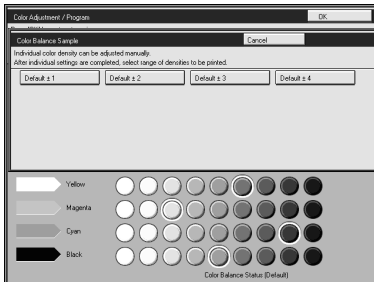 Color Adjustment / Program
OK
Color Balance Sample
Cancel
Individual color density can be adjusted manually.
After individual settings are completed, select range of densities to be printed.
Default ± 1
Default ± 2
Default ± 3
Default ± 4
Yellow
Magenta
Cyan
Black
Color Balance Status (Default)